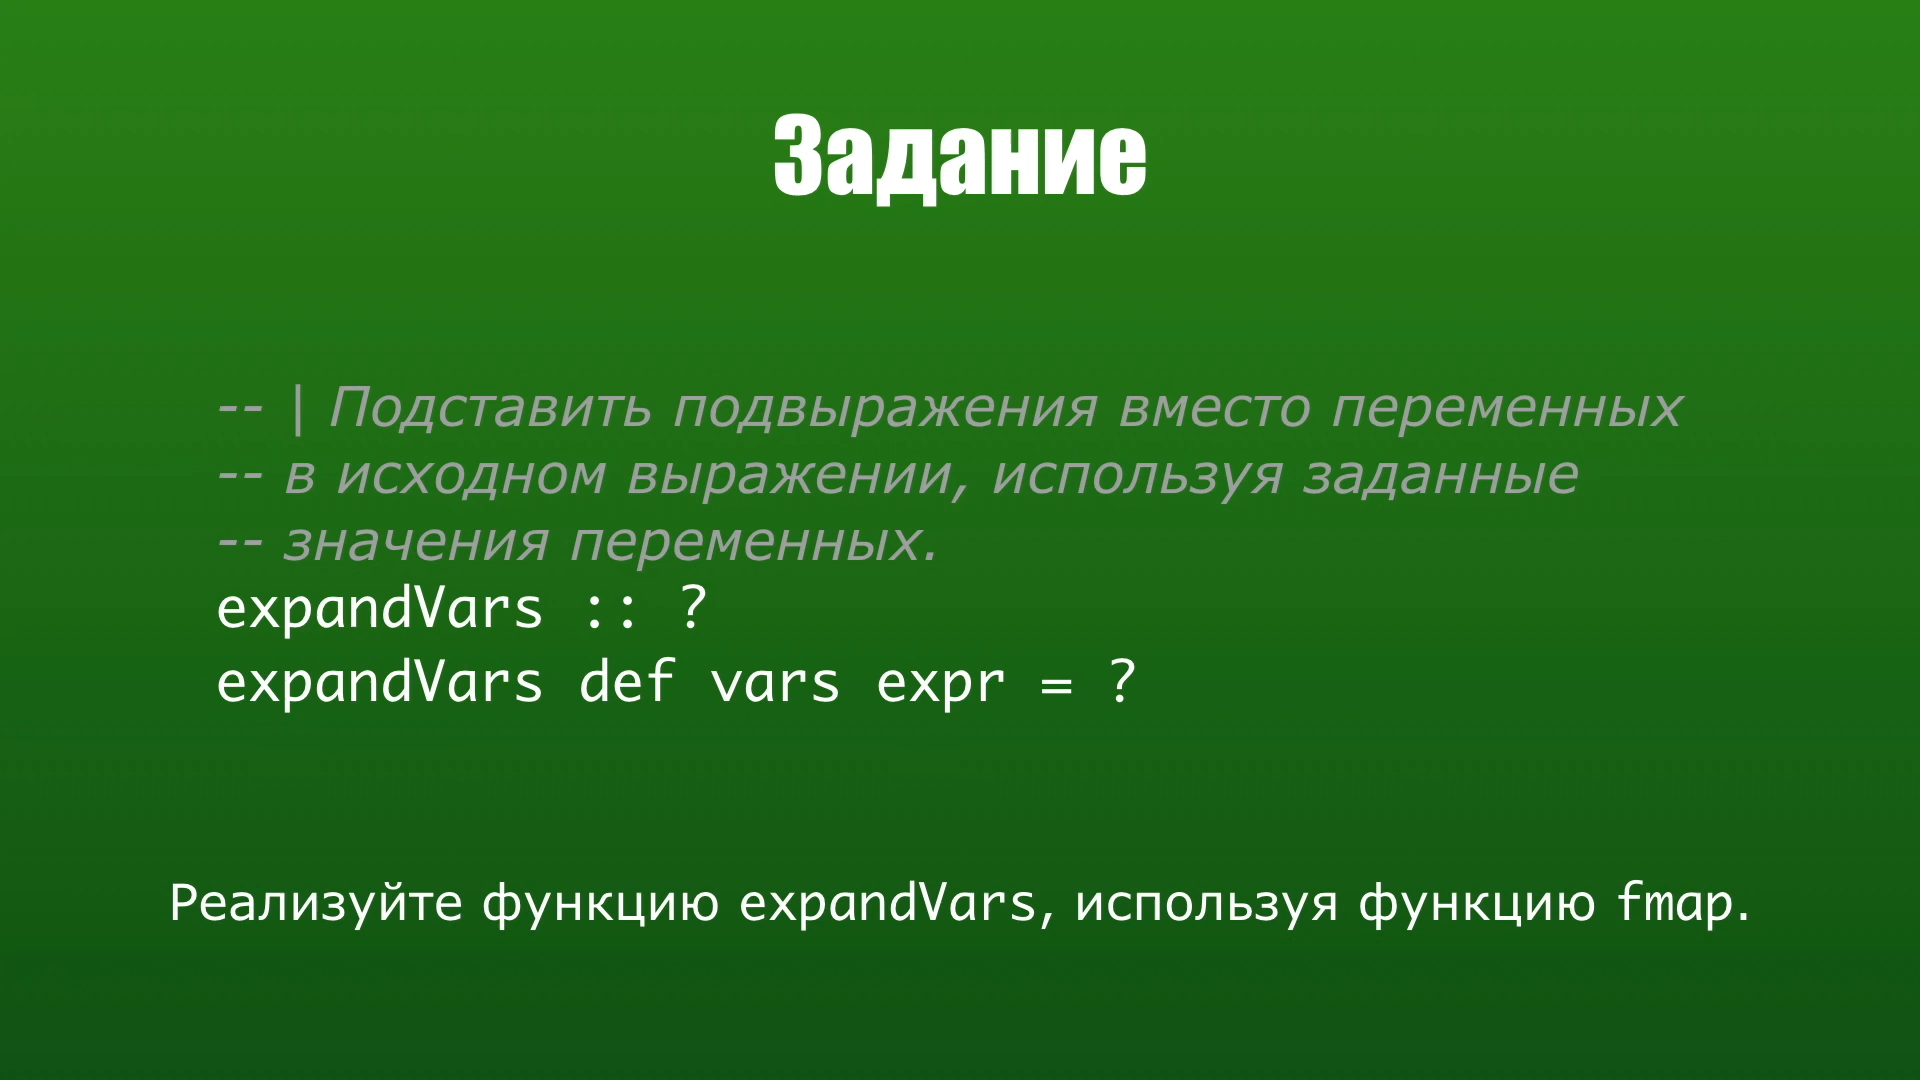 Задание
-- | Подставить подвыражения вместо переменных
-- в исходном выражении, используя заданные
-- значения переменных.
expandVars :: ?
expandVars def vars expr = ?
Реализуйте функцию expandVars, используя функцию fmap.